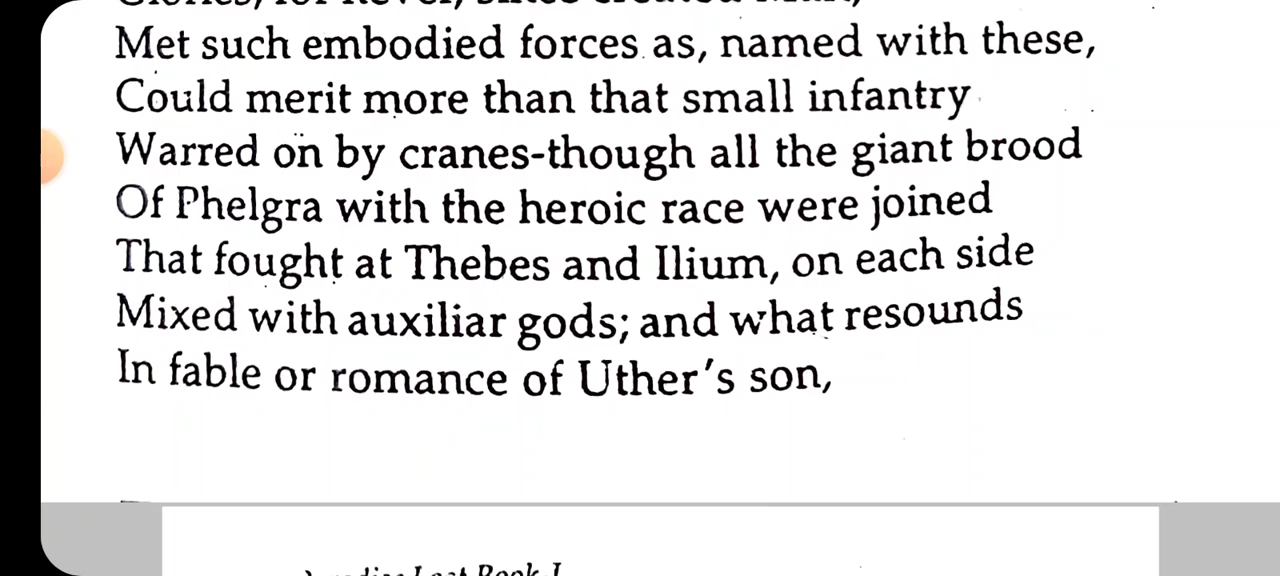 Met such embodied forces as, named with these,
Could merit more than that small infantry
Warred on by cranes-though all the giant brood
Of Phelgra with the heroic race were joined
That fought at Thebes and Ilium, on each side
Mixed with auxiliar gods; and what resounds
In fable or romance of Uther's son,